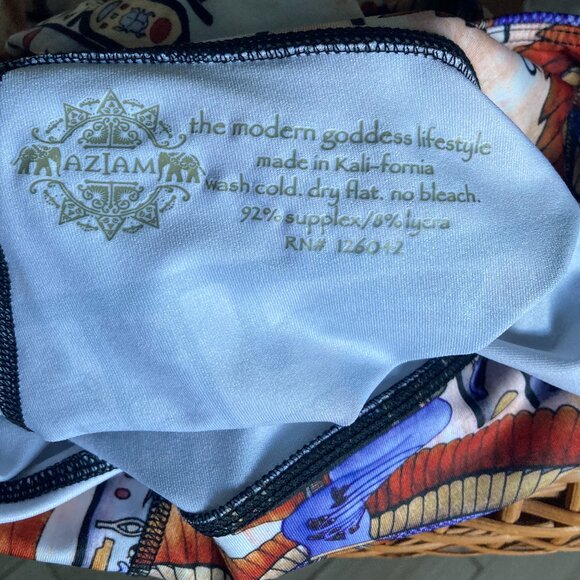 AZIAM
the modern goddess lifestyle
made in Kali-fornia
wash cold. dry flat. no bleach.
92% supplex/8% lycra
RN# 126042